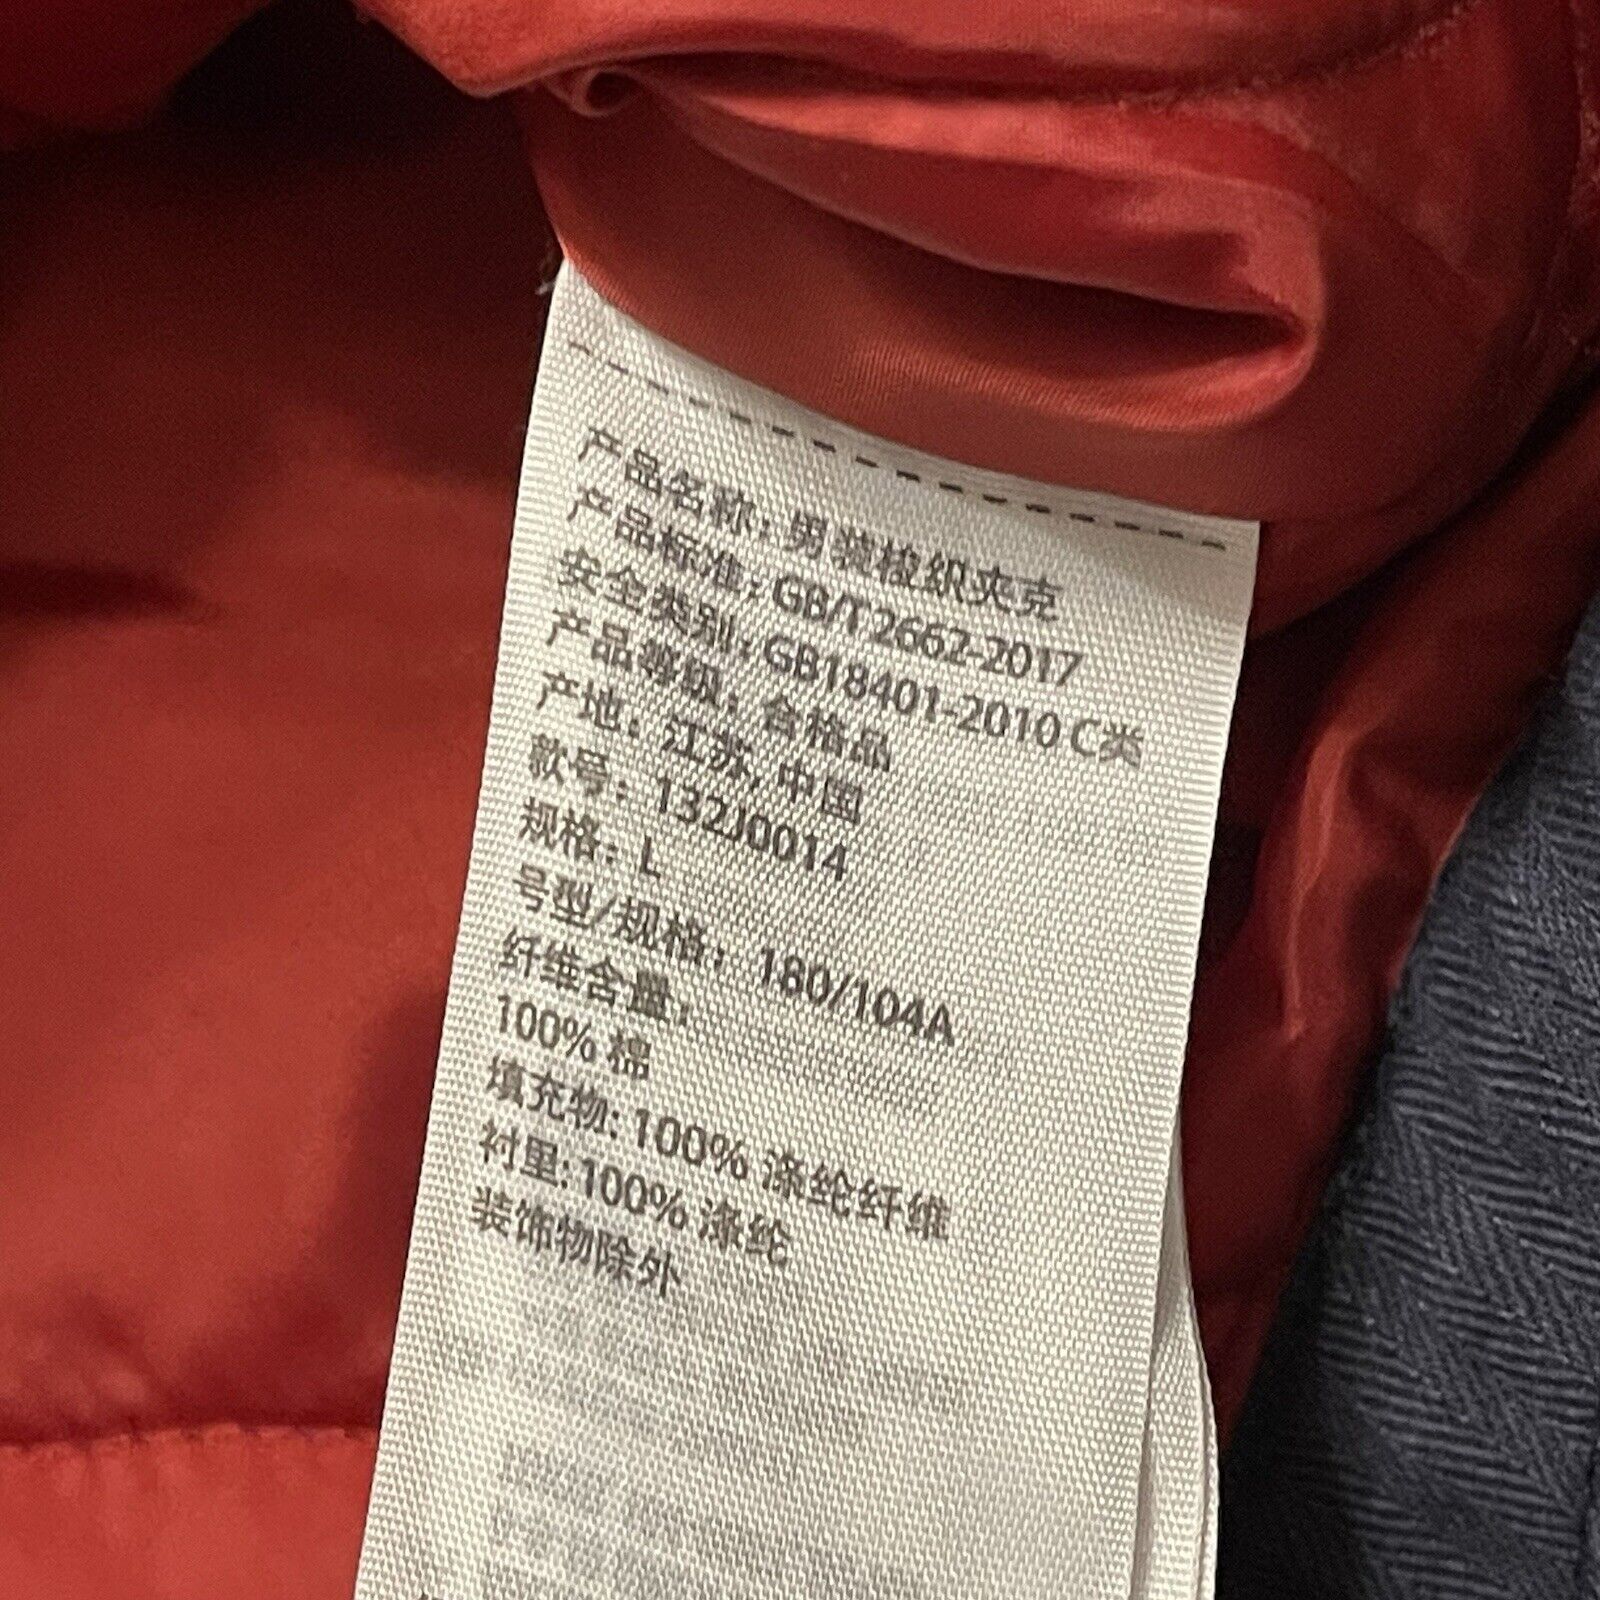 产品名称：男装梭织夹克
产品标准：GB/T 2662-2017
安全类别：GB18401-2010 C类
产品等级：合格品
产地：江苏，中国
款号：132J0014
规格：L
号型/规格：180/104A
纤维含量：
100% 棉
填充物：100% 涤纶纤维
衬里：100% 涤纶
装饰物除外